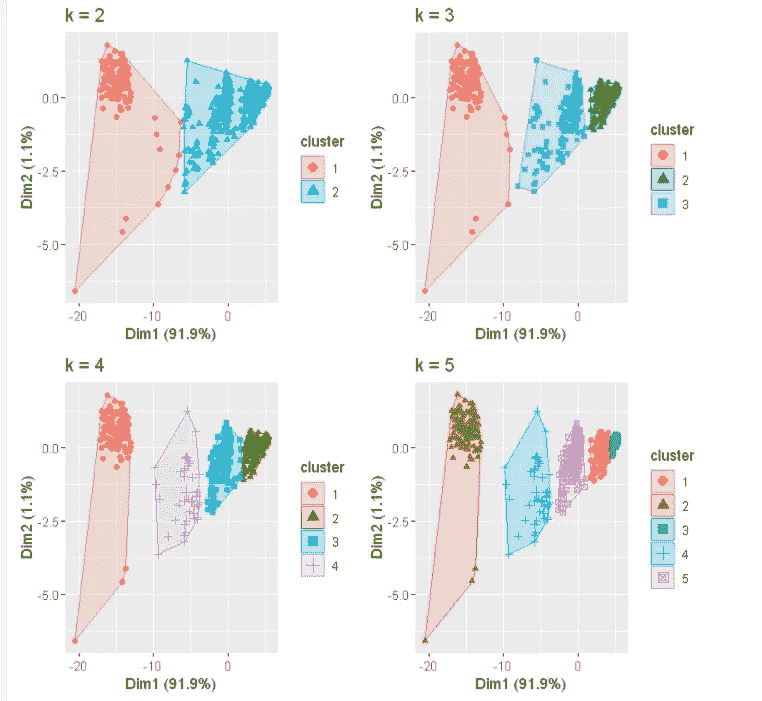 k = 2
k = 3
0.0
-2.5
-5.0
Dim2 (1.1%)
-20
-10
0
Dim1 (91.9%)
cluster
1
2
0.0
-2.5
-5.0
Dim2 (1.1%)
-20
-10
0
Dim1 (91.9%)
cluster
1
2
3
k = 4
k = 5
0.0
-2.5
-5.0
Dim2 (1.1%)
-20
-10
0
Dim1 (91.9%)
cluster
1
2
3
4
0.0
-2.5
-5.0
Dim2 (1.1%)
-20
-10
0
Dim1 (91.9%)
cluster
1
2
3
4
5